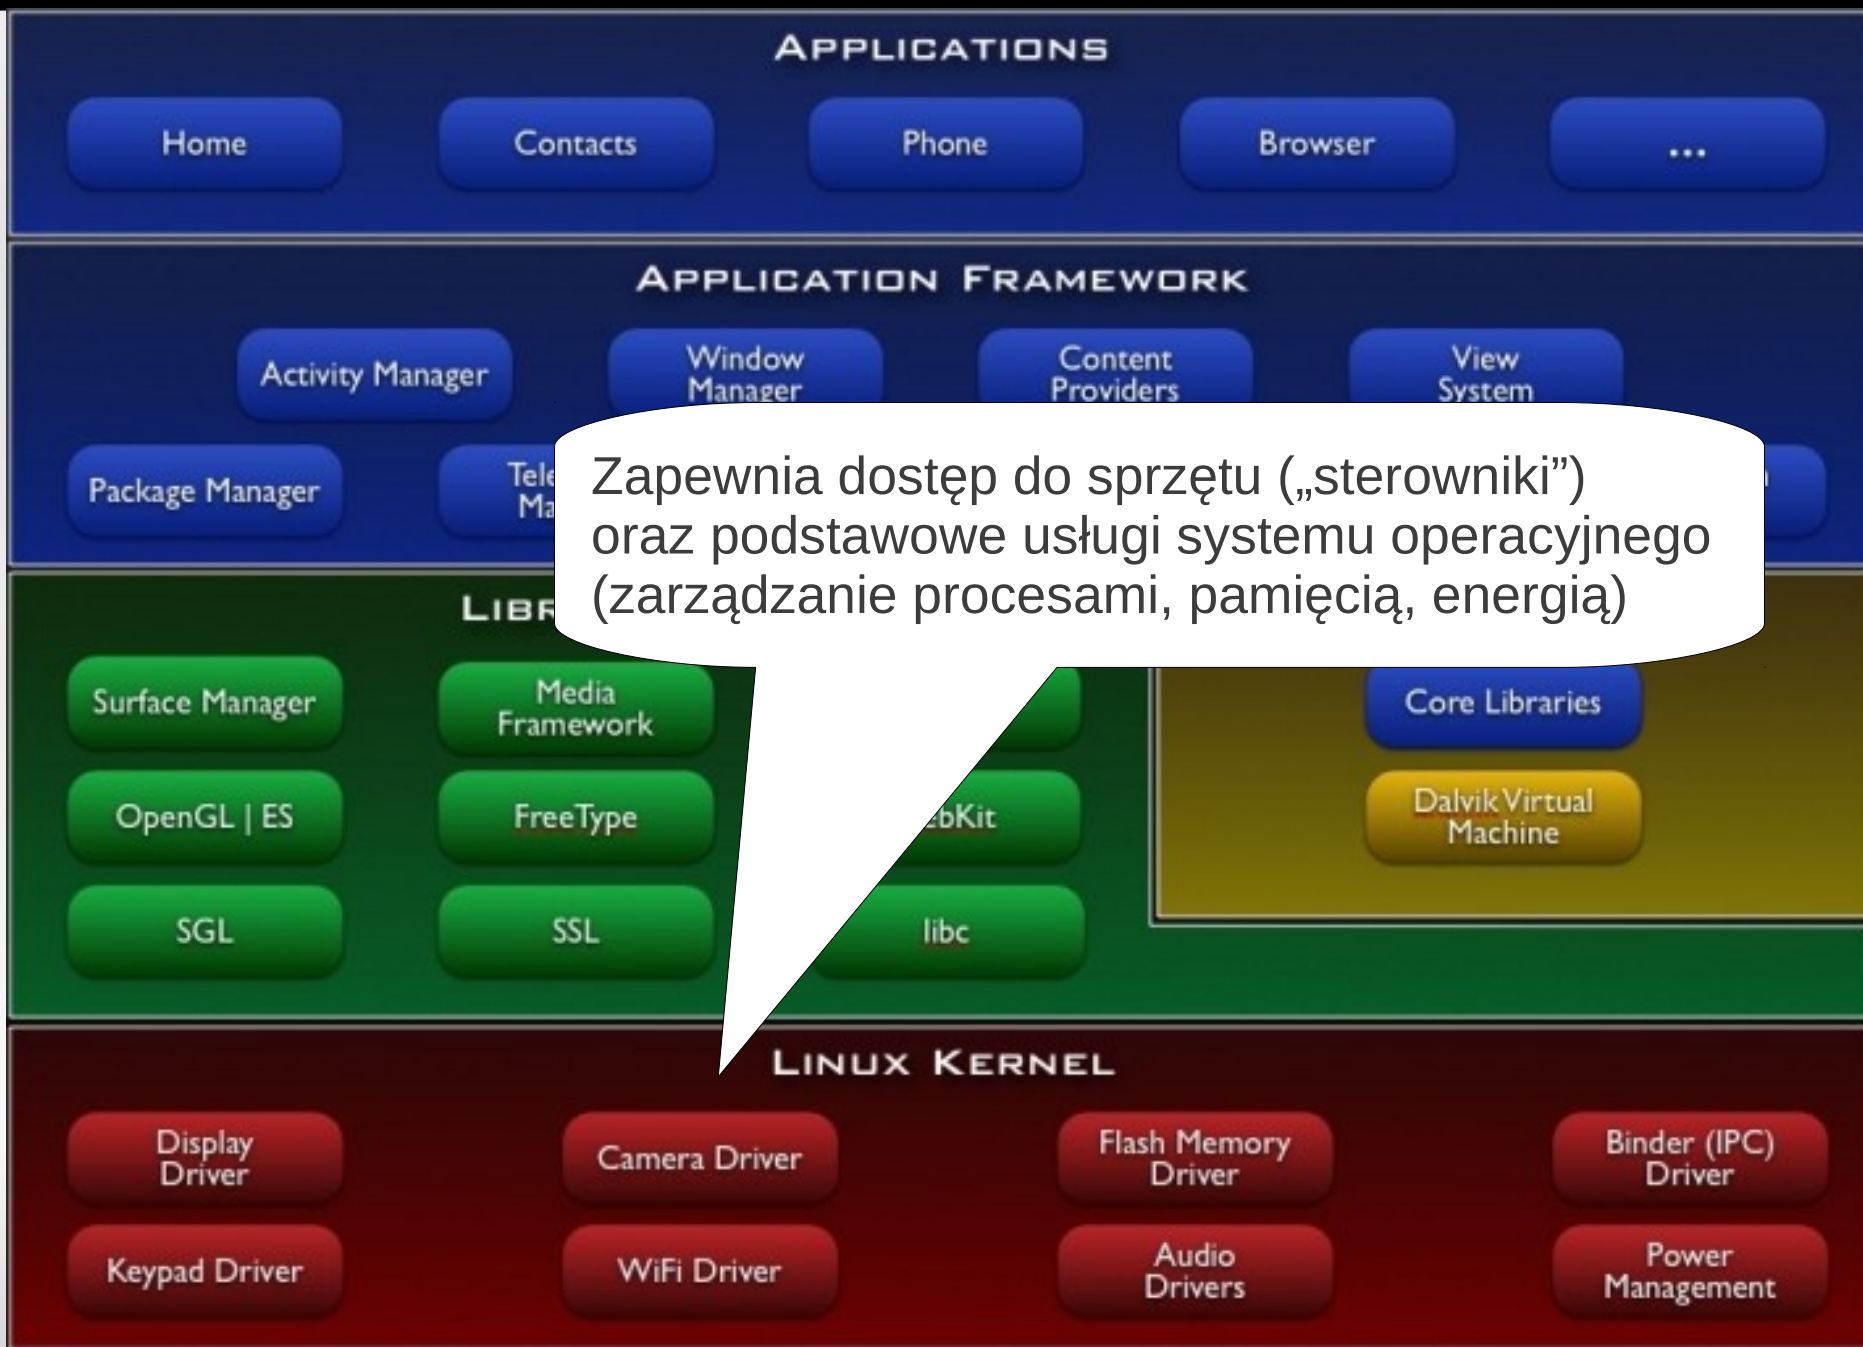 APPLICATIONS
Home
Contacts
Phone
Browser
...
APPLICATION FRAMEWORK
Activity Manager
Window
Manager
Content
Providers
View
System
Package Manager
Zapewnia dostęp do sprzętu („sterowniki”)
oraz podstawowe usługi systemu operacyjnego
(zarządzanie procesami, pamięcią, energią)
Surface Manager
Media
Framework
Core Libraries
OpenGL | ES
FreeType
Dalvik Virtual
Machine
SGL
SSL
libc
LINUX KERNEL
Display
Driver
Camera Driver
Flash Memory
Driver
Binder (IPC)
Driver
Keypad Driver
WiFi Driver
Audio
Drivers
Power
Management